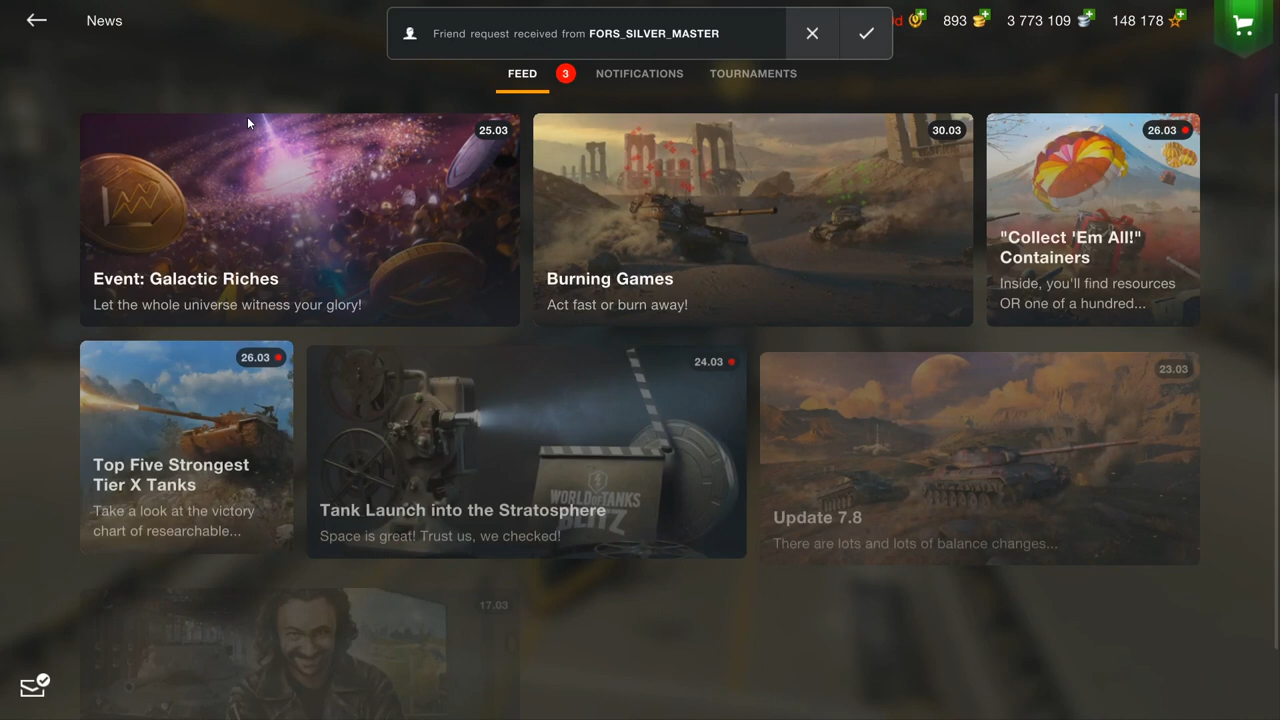 News
Friend request received from FORS_SILVER_MASTER
d
893
3 773 109
148 178
FEED
3
NOTIFICATIONS
TOURNAMENTS
25.03
Event: Galactic Riches
Let the whole universe witness your glory!
30.03
Burning Games
Act fast or burn away!
26.03
"Collect 'Em All!"
Containers
Inside, you'll find resources
OR one of a hundred...
26.03
Top Five Strongest
Tier X Tanks
Take a look at the victory
chart of researchable...
24.03
WORLD OF TANKS
BLITZ
Tank Launch into the Stratosphere
Space is great! Trust us, we checked!
23.03
Update 7.8
There are lots and lots of balance changes...
17.03